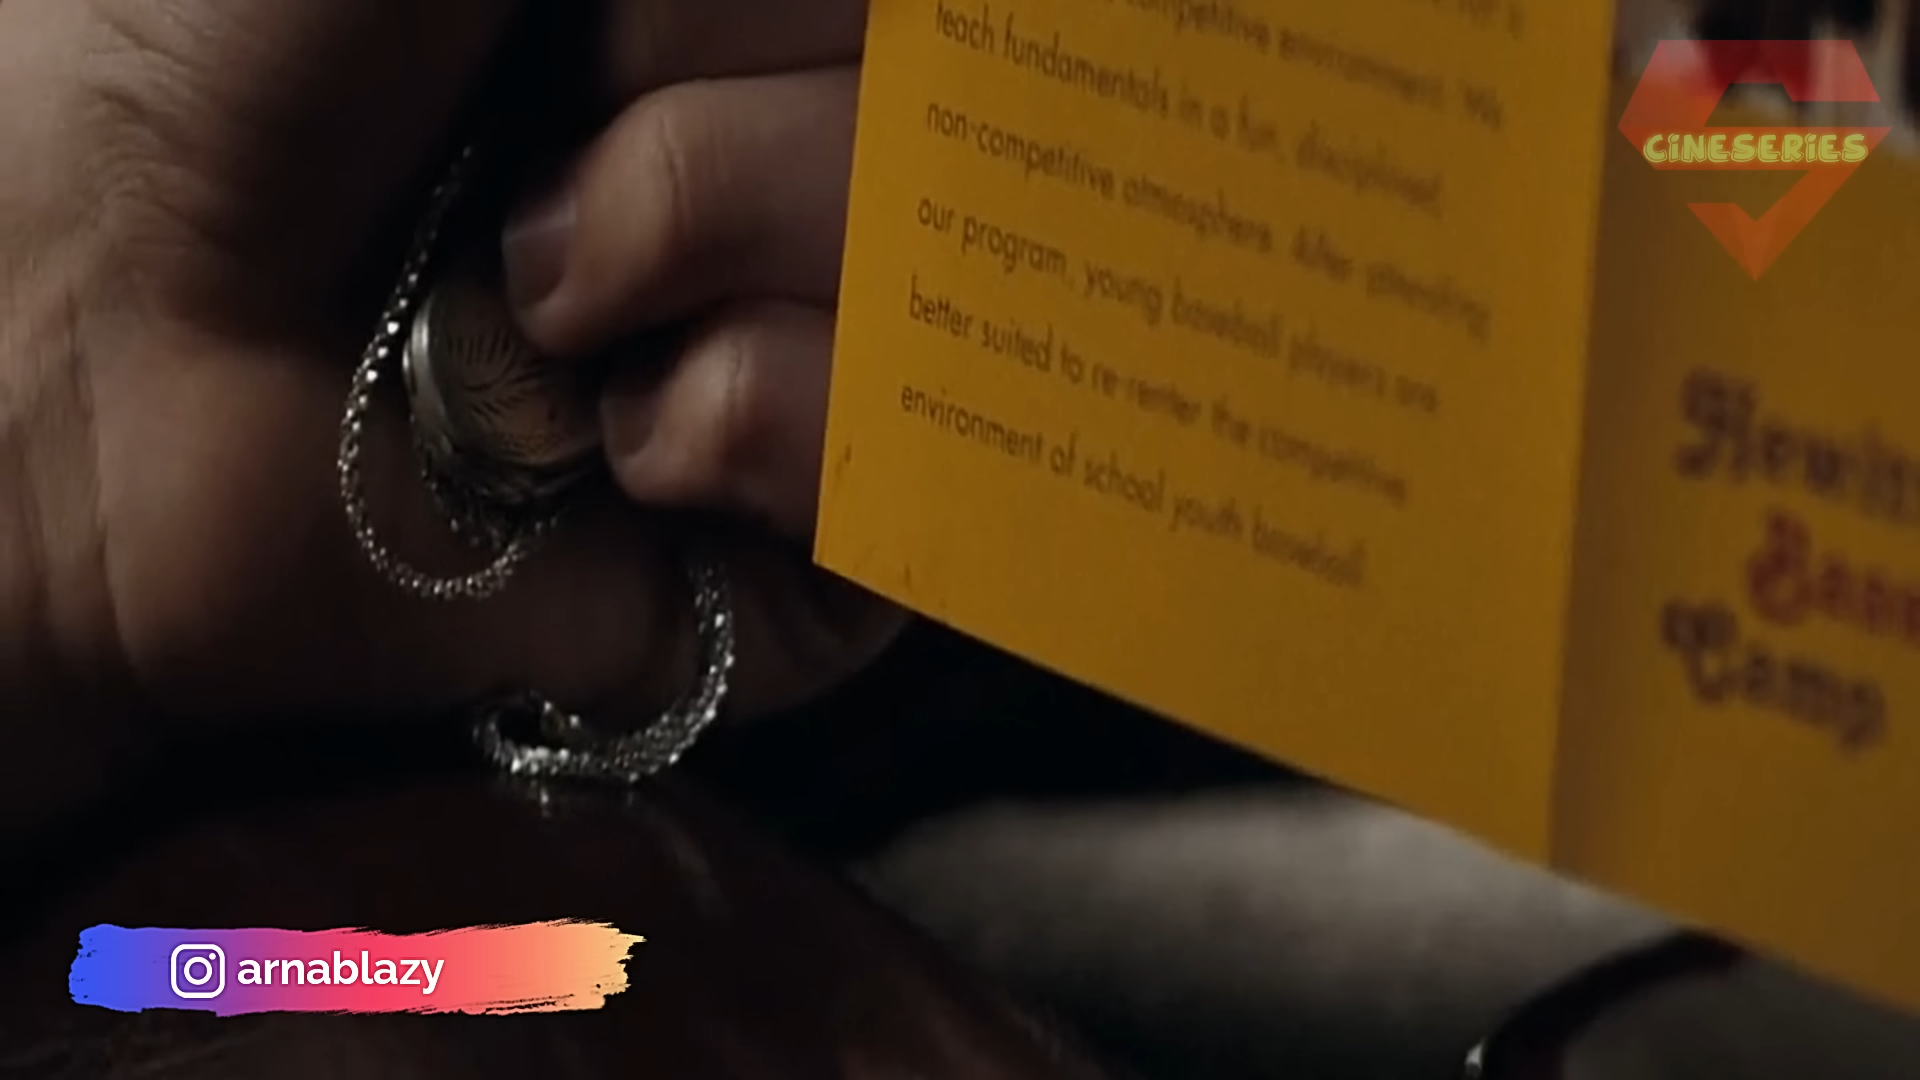 competitive environment. We
teach fundamentals in a fun, disciplined,
non-competitive atmosphere. After attending
our program, young baseball players are
better suited to re-renter the competitive
environment of school youth baseball.
Camp
CINESERIES
arnablazy